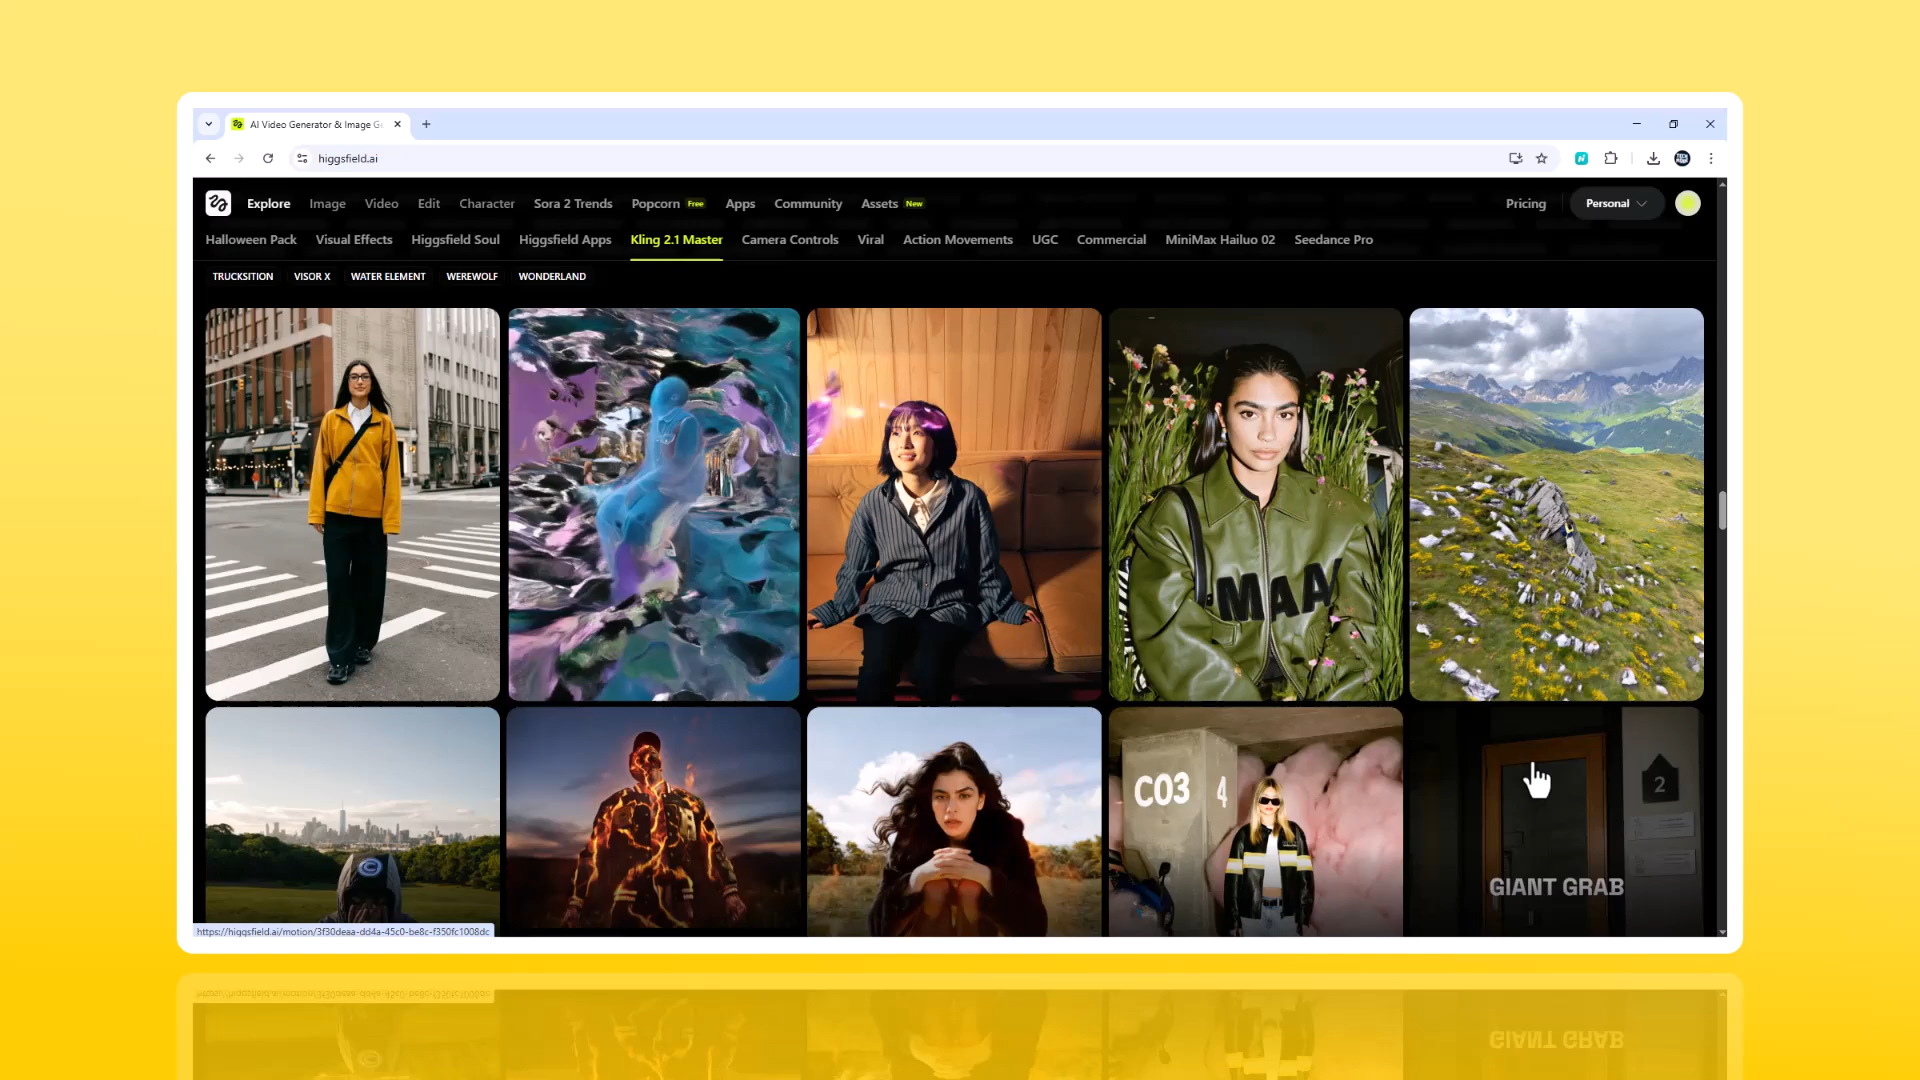 AI Video Generator & Image G
higgsfield.ai
Explore Image Video Edit Character Sora 2 Trends Popcorn Free Apps Community Assets New Pricing Personal
Halloween Pack Visual Effects Higgsfield Soul Higgsfield Apps Kling 2.1 Master Camera Controls Viral Action Movements UGC Commercial MiniMax Hailuo 02 Seedance Pro
TRUCKSITION VISOR X WATER ELEMENT WEREWOLF WONDERLAND
MAA
C03 4
2
GIANT GRAB
https://higgsfield.ai/motion/3f30deaa-dd4a-45c0-be8c-f350fc1008dc